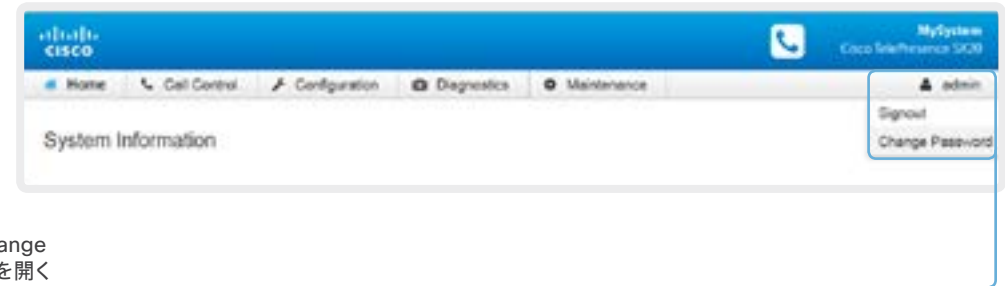 CISCO
MySystem
Cisco TelePresence SX20
Home Call Control Configuration Diagnostics Maintenance admin
Signout
System Information
Change Password
ange
を開く